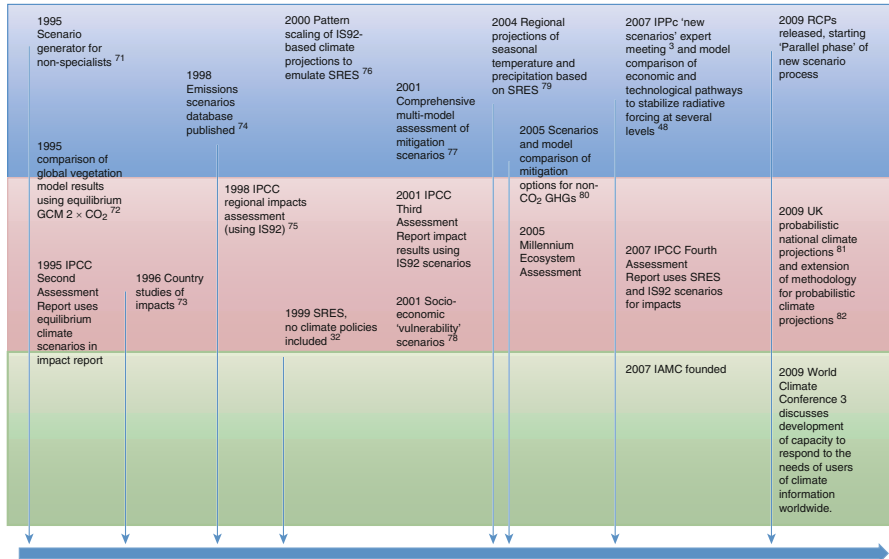 1995
Scenario
generator for
non-specialists 71
1995
comparison of
global vegetation
model results
using equilibrium
GCM 2 × CO2 72
1995 IPCC
Second
Assessment
Report uses
equilibrium
climate
scenarios in
impact report
1996 Country
studies of
impacts 73
1998
Emissions
scenarios
database
published 74
1998 IPCC
regional impacts
assessment
(using IS92) 75
2000 Pattern
scaling of IS92-
based climate
projections to
emulate SRES 76
1999 SRES,
no climate policies
included 32
2001
Comprehensive
multi-model
assessment of
mitigation
scenarios 77
2001 IPCC
Third
Assessment
Report impact
results using
IS92 scenarios
2001 Socio-
economic
‘vulnerability’
scenarios 78
2004 Regional
projections of
seasonal
temperature and
precipitation based
on SRES 79
2005 Scenarios
and model
comparison of
mitigation
options for non-
CO2 GHGs 80
2005
Millennium
Ecosystem
Assessment
2007 IPPc ‘new
scenarios’ expert
meeting 3 and model
comparison of
economic and
technological pathways
to stabilize radiative
forcing at several
levels 48
2007 IPCC Fourth
Assessment
Report uses SRES
and IS92 scenarios
for impacts
2007 IAMC founded
2009 RCPs
released, starting
‘Parallel phase’ of
new scenario
process
2009 UK
probabilistic
national climate
projections 81
and extension
of methodology
for probabilistic
climate
projections 82
2009 World
Climate
Conference 3
discusses
development
of capacity to
respond to the
needs of users
of climate
information
worldwide.